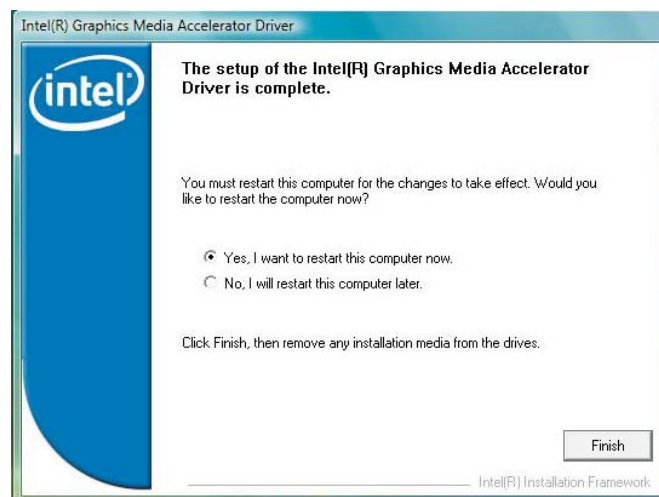 Intel(R) Graphics Media Accelerator Driver
intel
The setup of the Intel(R) Graphics Media Accelerator
Driver is complete.
You must restart this computer for the changes to take effect. Would you
like to restart the computer now?
Yes, I want to restart this computer now.
No, I will restart this computer later.
Click Finish, then remove any installation media from the drives.
Finish
Intel(R) Installation Framework